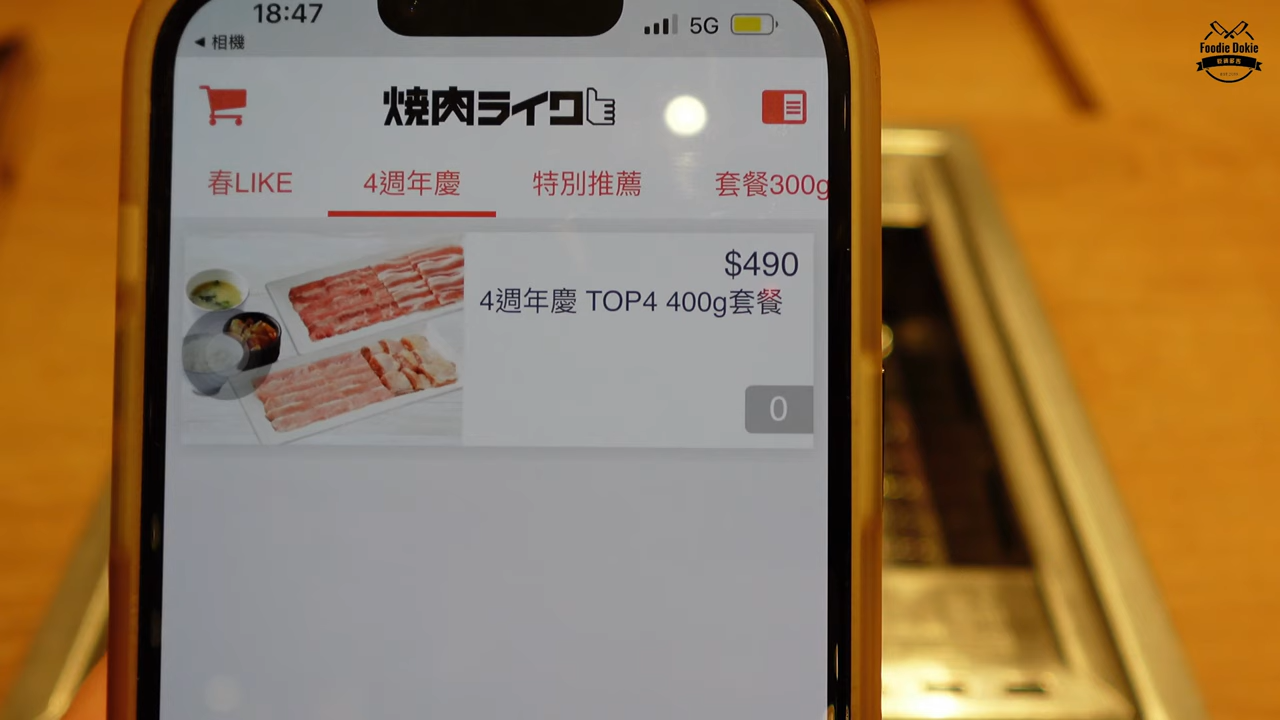 18:47
5G
◀ 相機
焼肉ライク
春LIKE
4週年慶
特別推薦
套餐300g
$490
4週年慶 TOP4 400g套餐
0
Foodie Dokie